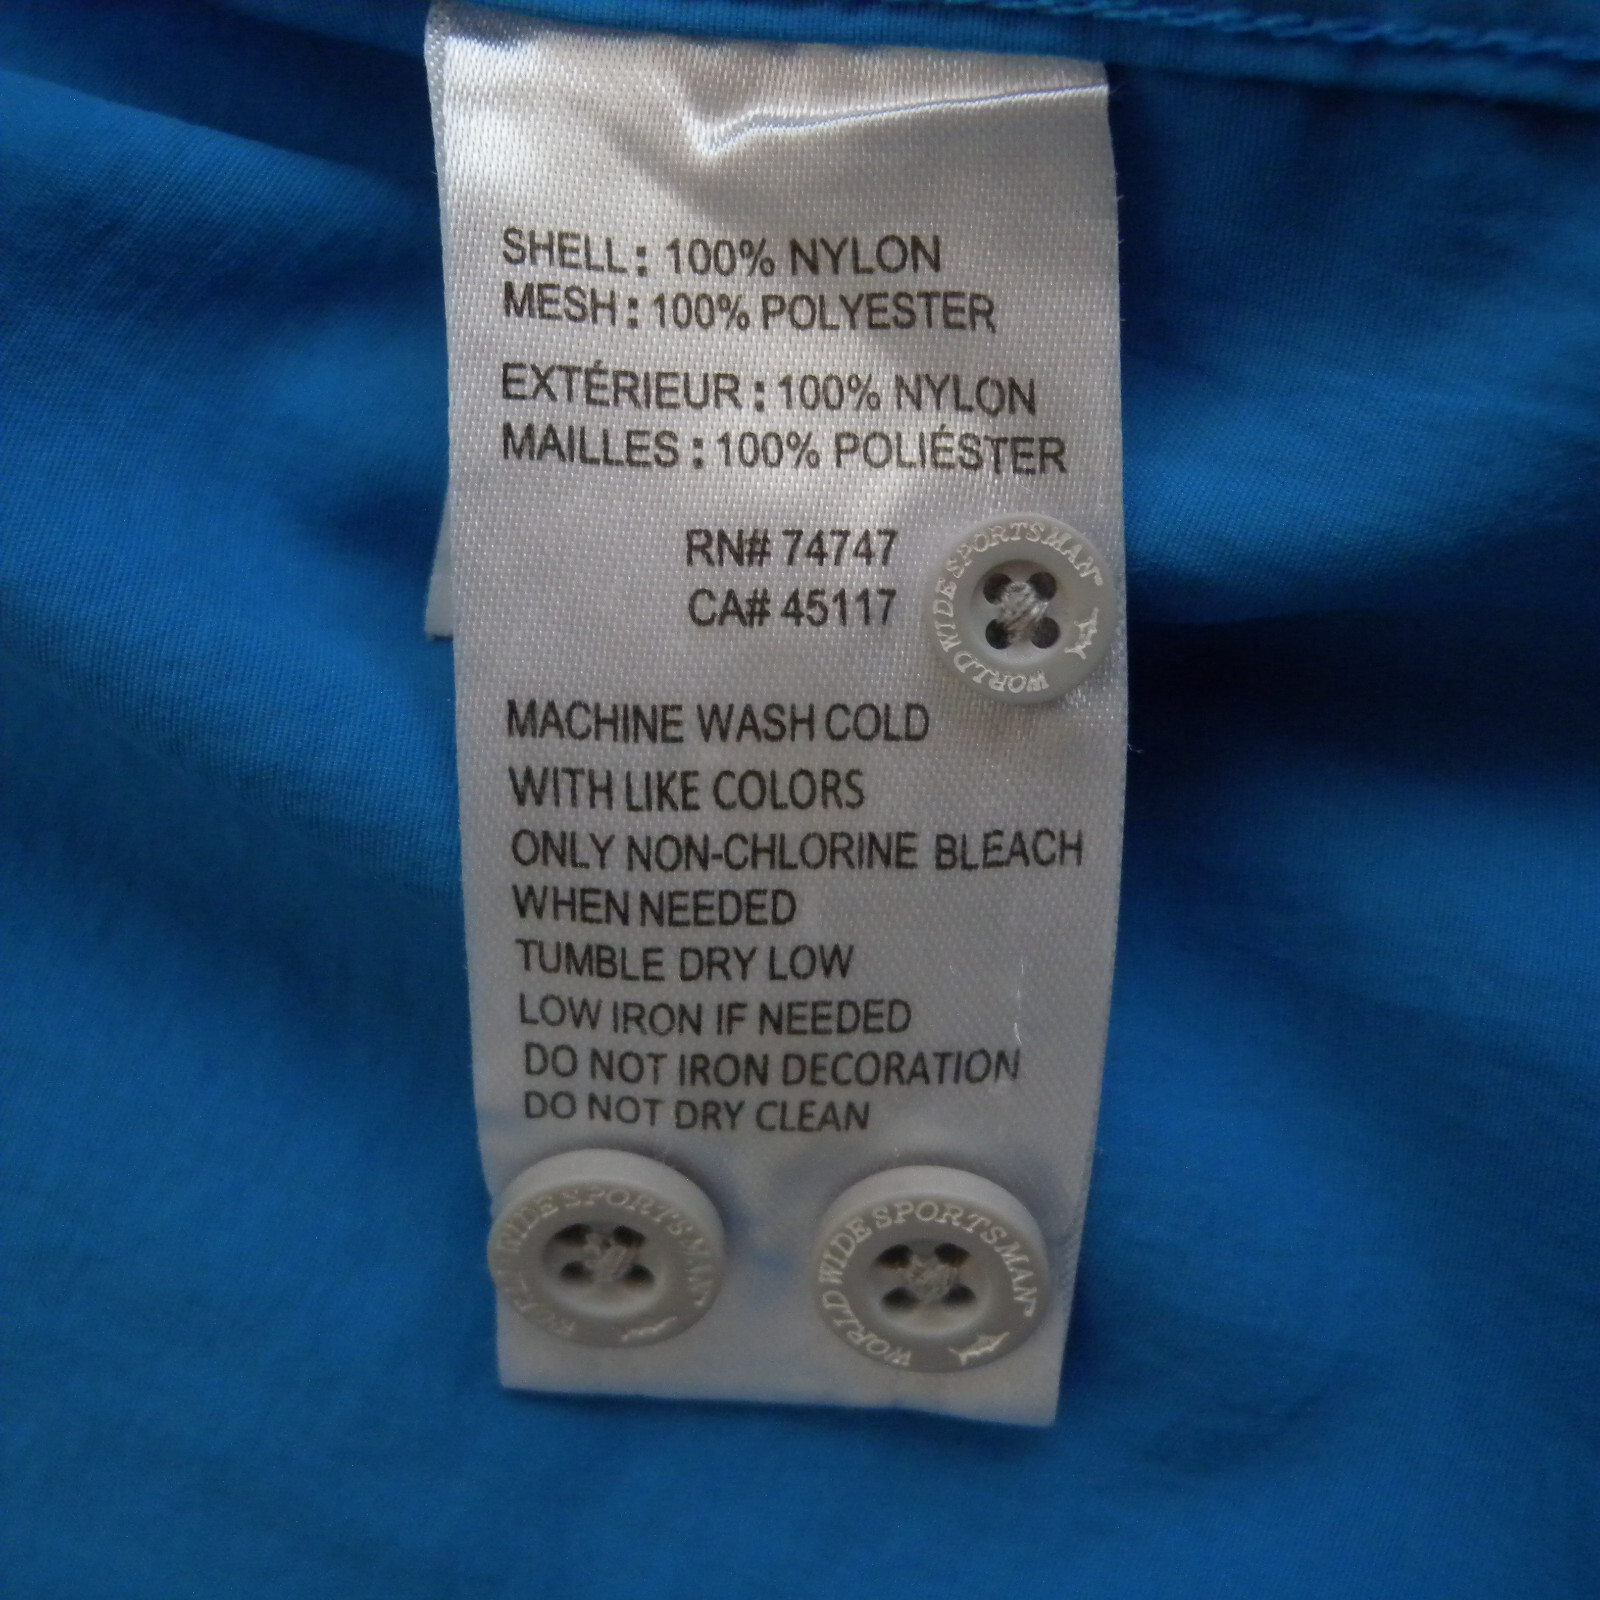 SHELL: 100% NYLON
MESH: 100% POLYESTER
EXTÉRIEUR: 100% NYLON
MAILLES: 100% POLIÉSTER
RN# 74747
CA# 45117
WORLD WIDE SPORTSMAN
MACHINE WASH COLD
WITH LIKE COLORS
ONLY NON-CHLORINE BLEACH
WHEN NEEDED
TUMBLE DRY LOW
LOW IRON IF NEEDED
DO NOT IRON DECORATION
DO NOT DRY CLEAN
WORLD WIDE SPORTSMAN
WORLD WIDE SPORTSMAN